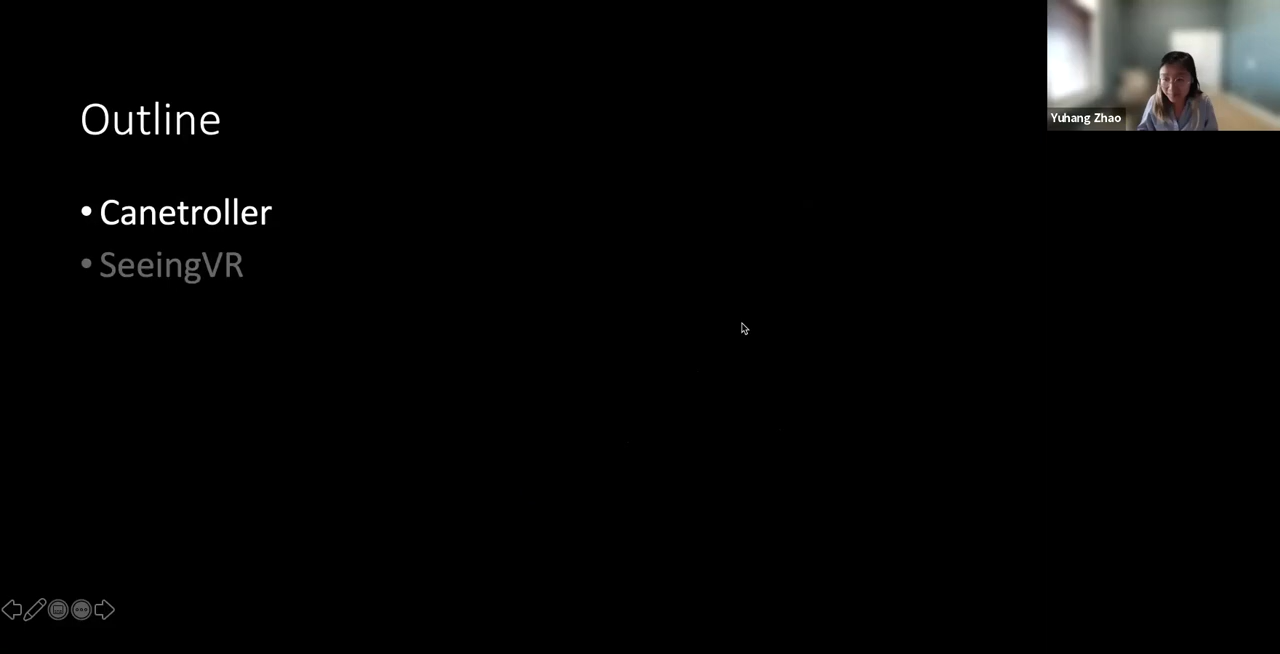 Outline
• Canetroller
• SeeingVR
Yuhang Zhao